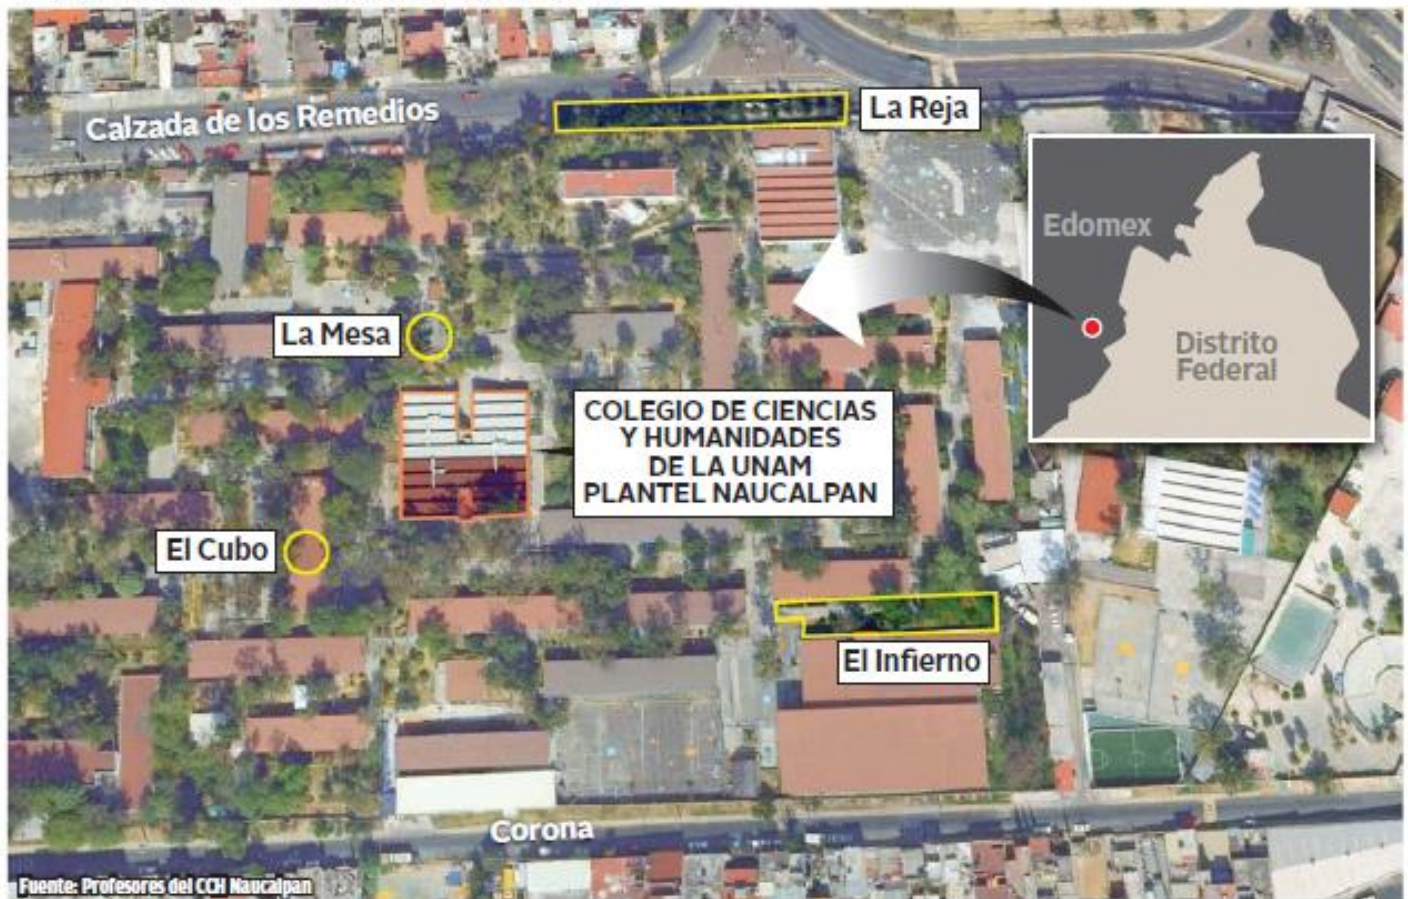 Calzada de los Remedios
La Reja
Edomex
Distrito
Federal
La Mesa
COLEGIO DE CIENCIAS
Y HUMANIDADES
DE LA UNAM
PLANTEL NAUCALPAN
El Cubo
El Infierno
Corona
Fuente: Profesores del CCH Naucalpan